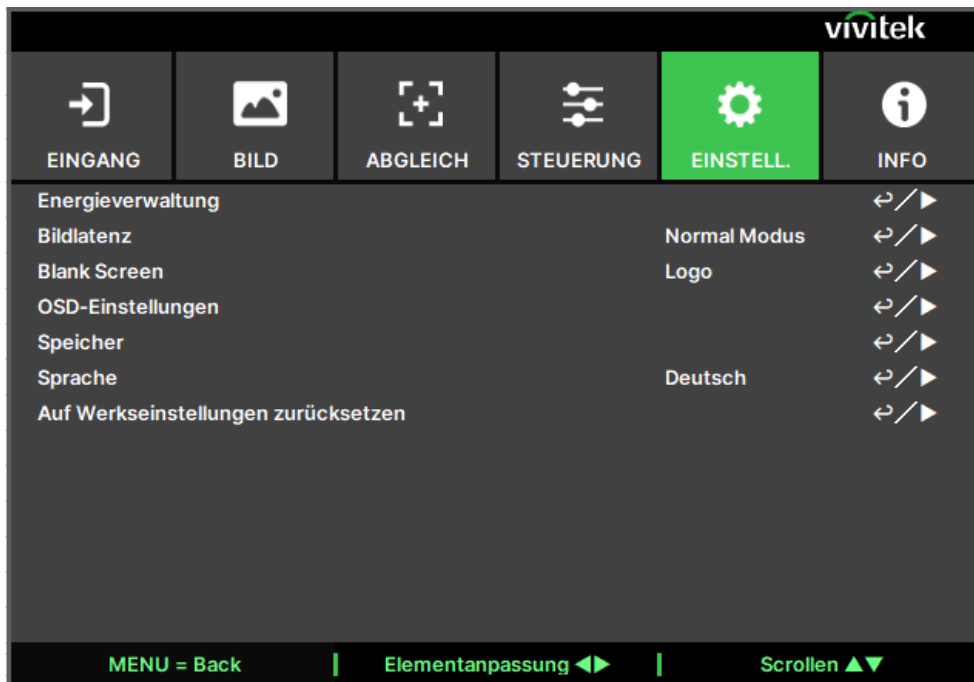 vivitek
EINGANG BILD ABGLEICH STEUERUNG EINSTELL. INFO
Energieverwaltung
Bildlatenz Normal Modus
Blank Screen Logo
OSD-Einstellungen
Speicher
Sprache Deutsch
Auf Werkseinstellungen zurücksetzen
MENU = Back Elementanpassung ◀▶ Scrollen ▲▼